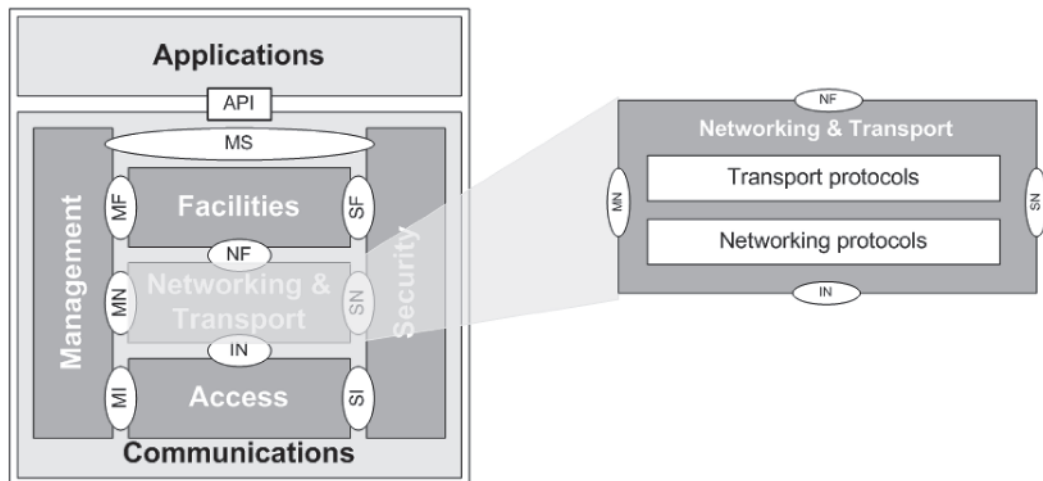 Applications
API
MS
Management
MF
Facilities
SF
Security
NF
MN
Networking &
Transport
SN
IN
MI
Access
SI
Communications
NF
Networking & Transport
MN
Transport protocols
SN
Networking protocols
IN